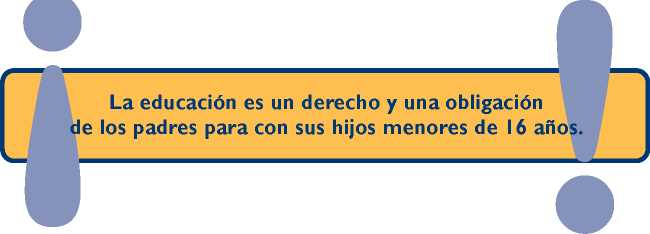 La educación es un derecho y una obligación
de los padres para con sus hijos menores de 16 años.